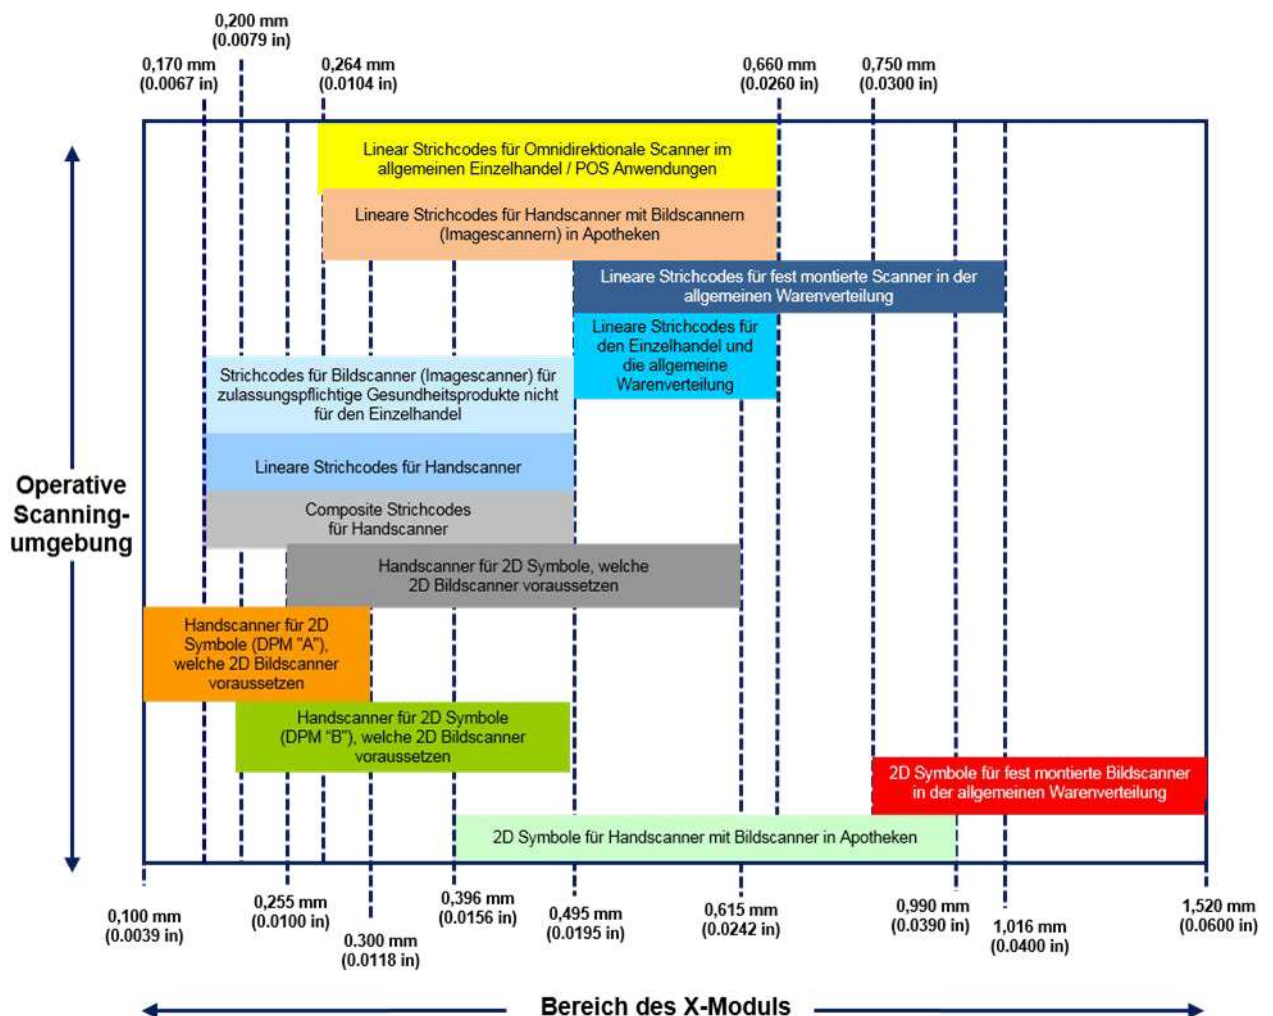 0,200 mm
(0.0079 in)
0,170 mm
(0.0067 in)
0,264 mm
(0.0104 in)
0,660 mm
(0.0260 in)
0,750 mm
(0.0300 in)
Linear Strichcodes für Omnidirektionale Scanner im
allgemeinen Einzelhandel / POS Anwendungen
Lineare Strichcodes für Handscanner mit Bildscannern
(Imagescannern) in Apotheken
Lineare Strichcodes für fest montierte Scanner in der
allgemeinen Warenverteilung
Lineare Strichcodes für
den Einzelhandel und
die allgemeine
Warenverteilung
Strichcodes für Bildscanner (Imagescanner) für
zulassungspflichtige Gesundheitsprodukte nicht
für den Einzelhandel
Lineare Strichcodes für Handscanner
Operative
Scanning-
umgebung
Composite Strichcodes
für Handscanner
Handscanner für 2D Symbole, welche
2D Bildscanner voraussetzen
Handscanner für 2D
Symbole (DPM "A"),
welche 2D Bildscanner
voraussetzen
Handscanner für 2D Symbole
(DPM "B"), welche 2D Bildscanner
voraussetzen
2D Symbole für fest montierte Bildscanner
in der allgemeinen Warenverteilung
2D Symbole für Handscanner mit Bildscanner in Apotheken
0,100 mm
(0.0039 in)
0,255 mm
(0.0100 in)
0.300 mm
(0.0118 in)
0,396 mm
(0.0156 in)
0,495 mm
(0.0195 in)
0,615 mm
(0.0242 in)
0,990 mm
(0.0390 in)
1,016 mm
(0.0400 in)
1,520 mm
(0.0600 in)
Bereich des X-Moduls